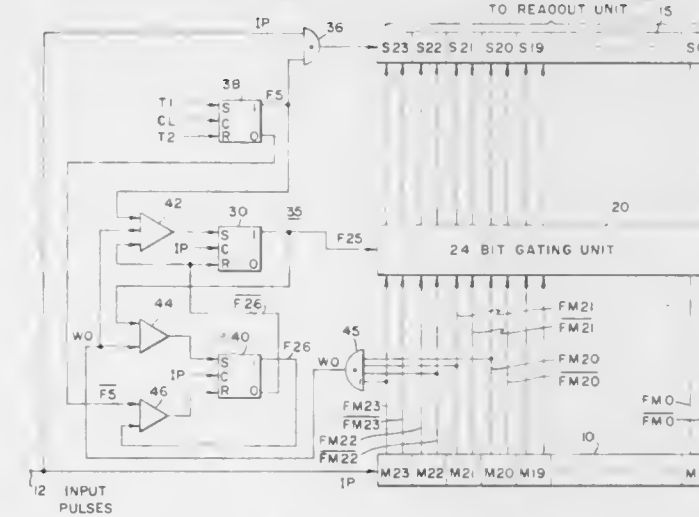 TO READOUT UNIT 15
IP 36
S23 S22 S21 S20 S19
38
T1 S 1 F5
CL C
T2 R 0
42 30 35 20
S 1
IP C F25 24 BIT GATING UNIT
R 0
F26
FM21
44 FM21
W0 40 F26 45
S 1 W0 FM20
IP C
F5 46 R 0 FM20
FM23 FM0
FM23 FM0
FM22
FM22 10
M23 M22 M21 M20 M19
12 INPUT IP
PULSES